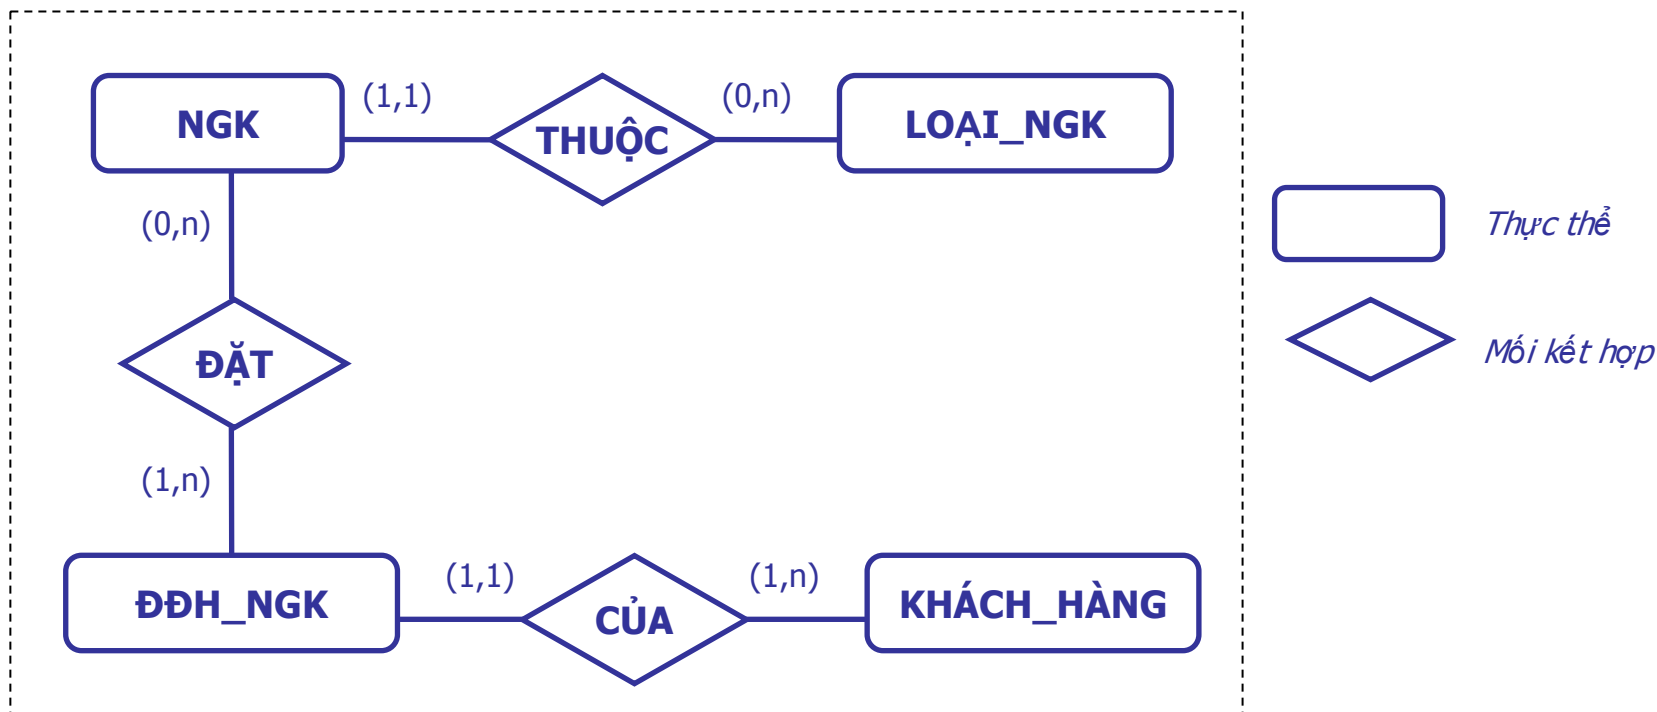 NGK
(1,1)
THUỘC
(0,n)
LOẠI_NGK
(0,n)
ĐẶT
(1,n)
ĐĐH_NGK
(1,1)
CỦA
(1,n)
KHÁCH_HÀNG
Thực thể
Mối kết hợp